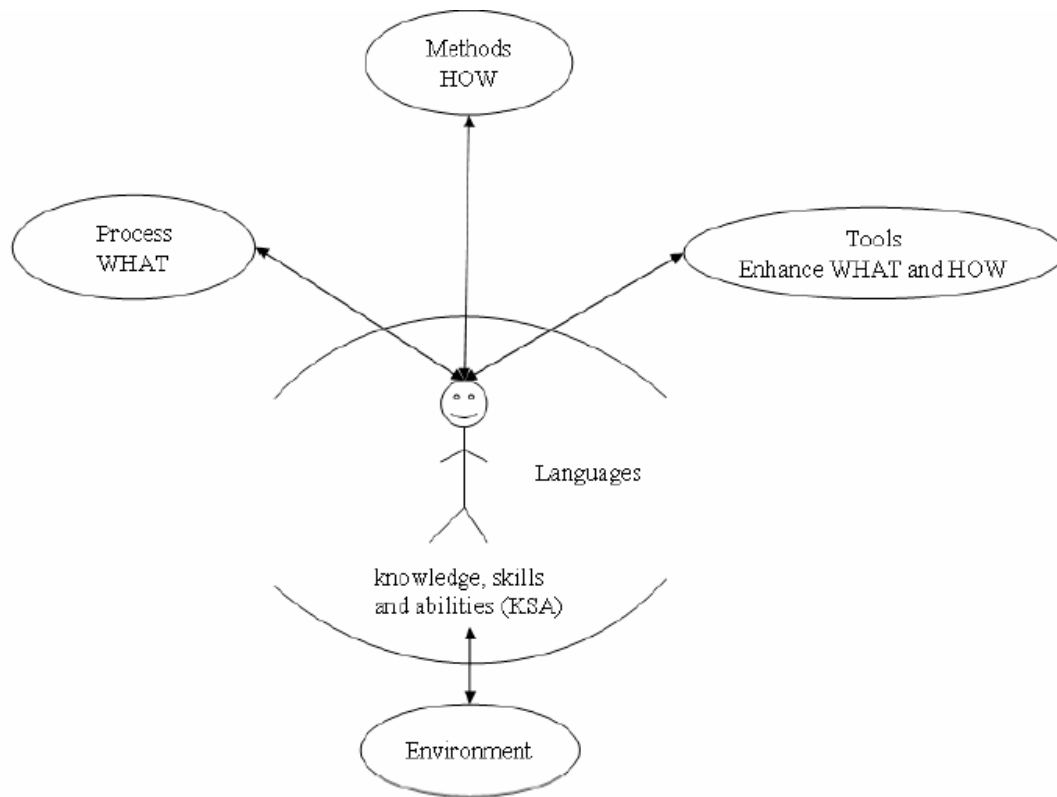 Methods
HOW
Process
WHAT
Tools
Enhance WHAT and HOW
Languages
knowledge, skills
and abilities (KSA)
Environment